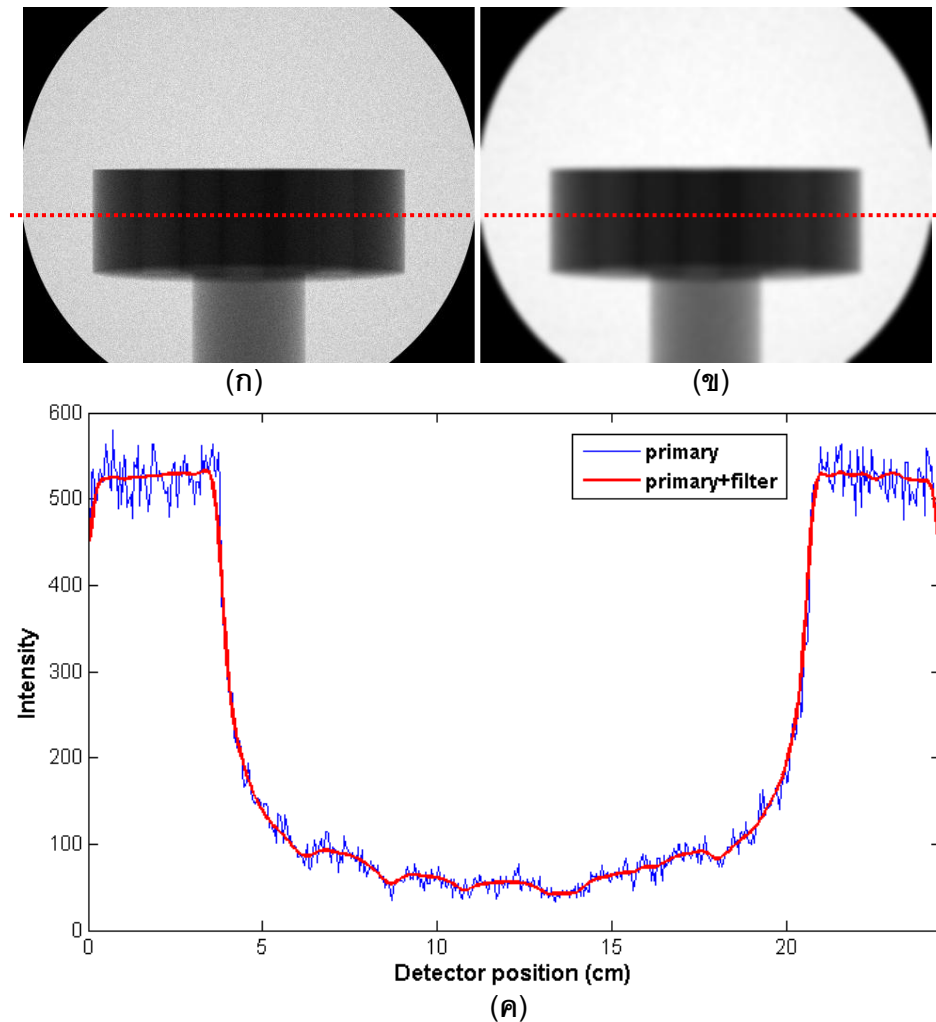 (ก)
(ข)
600
500
400
300
200
100
0
Intensity
primary
primary+filter
0 5 10 15 20
Detector position (cm)
(ค)